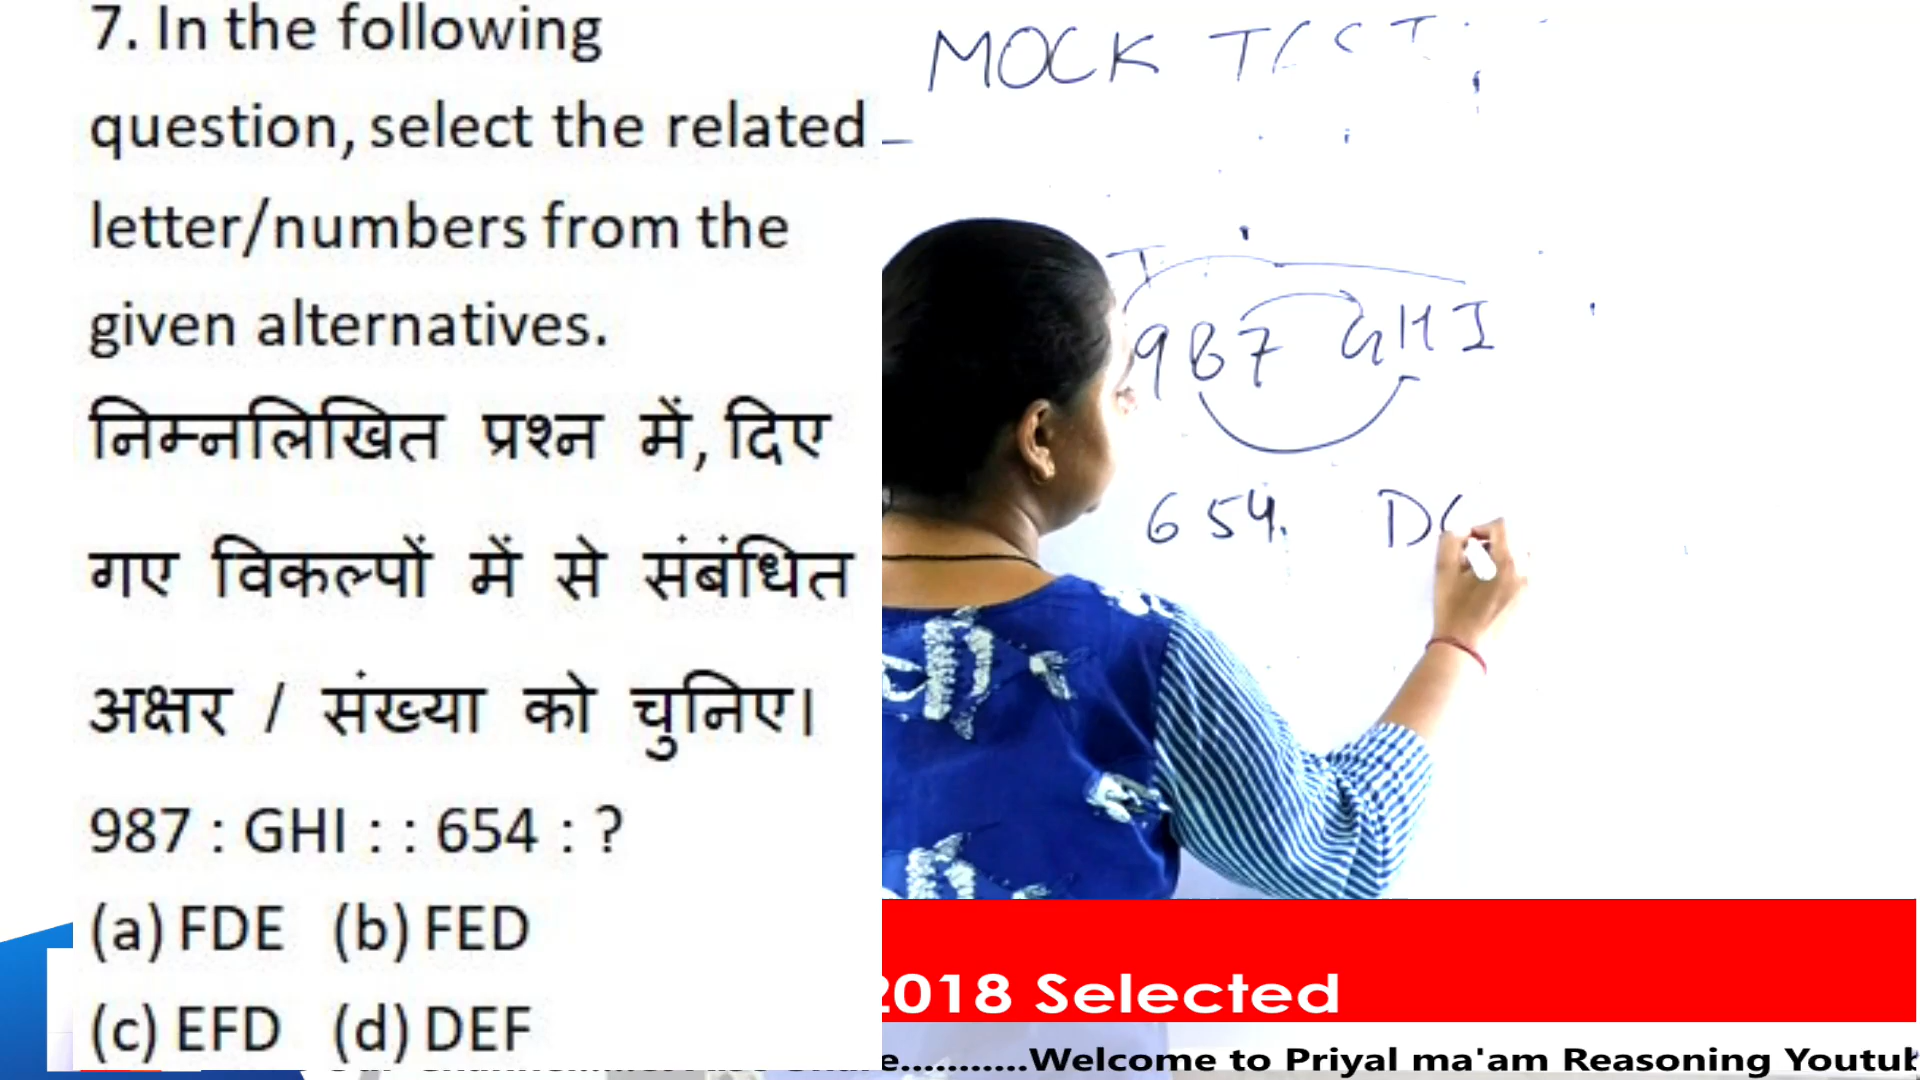 7. In the following
question, select the related
letter/numbers from the
given alternatives.
निम्नलिखित प्रश्न में, दिए
गए विकल्पों में से संबंधित
अक्षर / संख्या को चुनिए।
987 : GHI : : 654 : ?
(a) FDE (b) FED
(c) EFD (d) DEF
MOCK TEST
987 GHI
654. D
2018 Selected
e...........Welcome to Priyal ma'am Reasoning Youtub